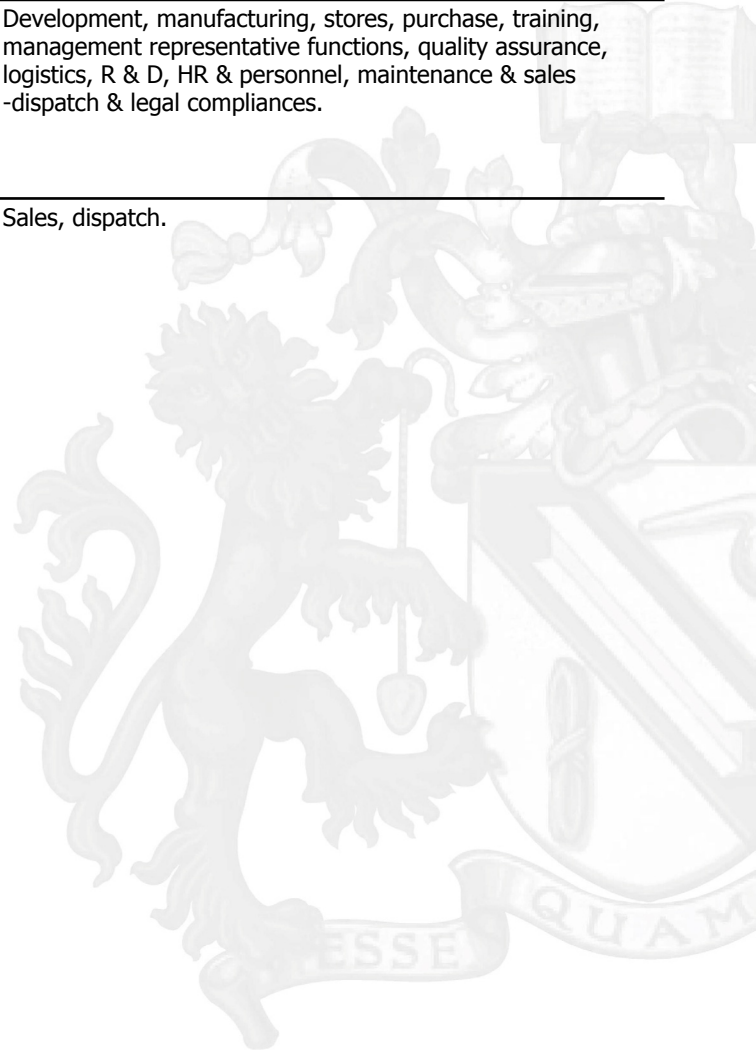 Development, manufacturing, stores, purchase, training,
management representative functions, quality assurance,
logistics, R & D, HR & personnel, maintenance & sales
-dispatch & legal compliances.
Sales, dispatch.
ESSE QUAM